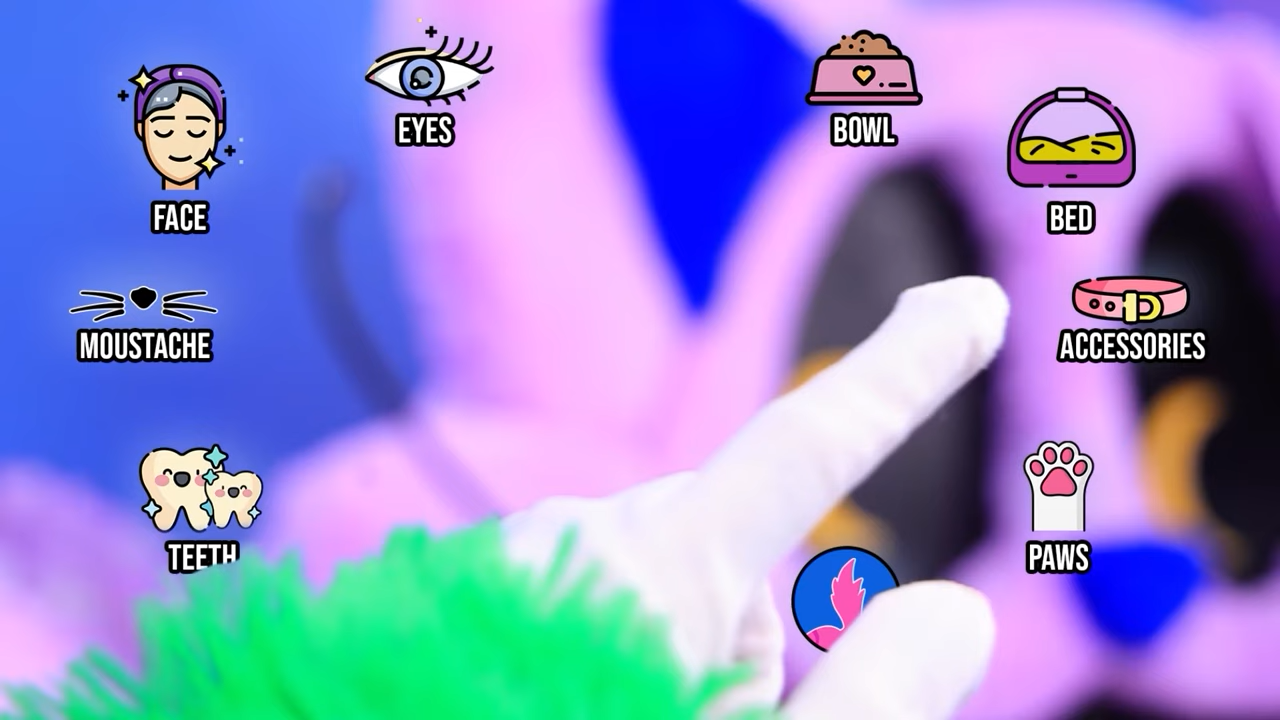 EYES
BOWL
FACE
BED
MOUSTACHE
ACCESSORIES
TEETH
PAWS